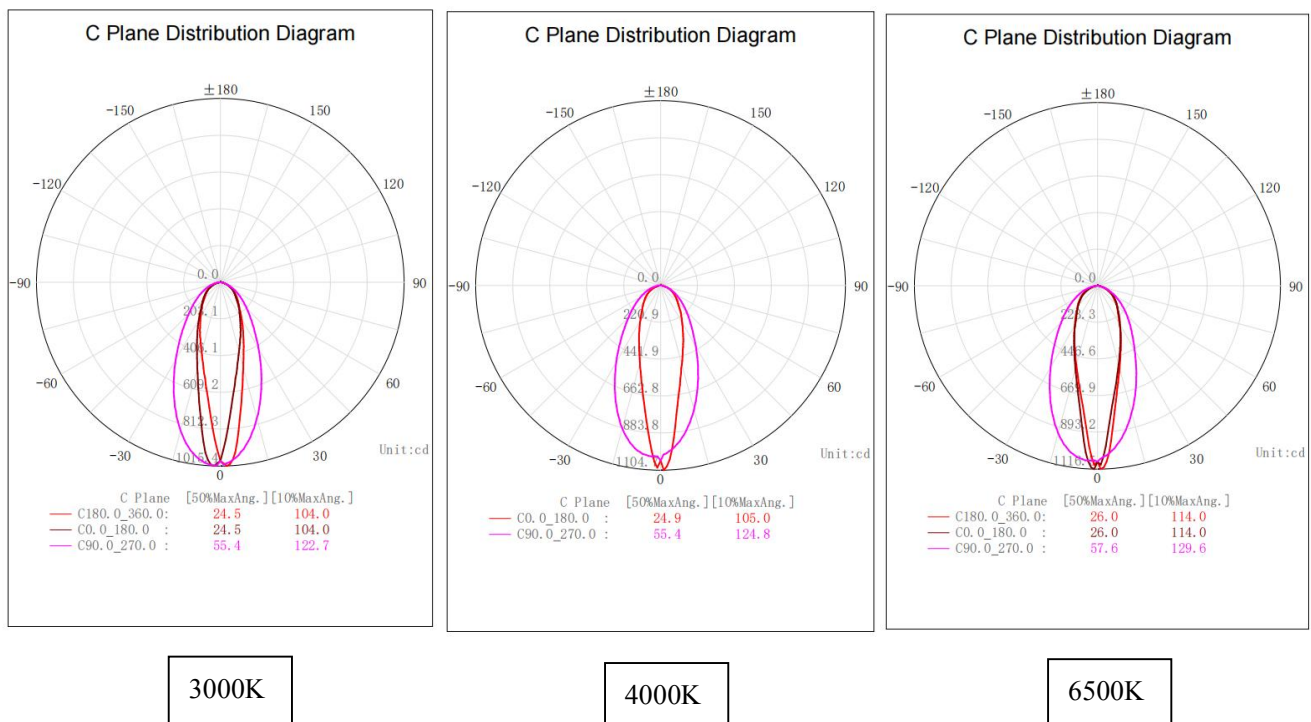 C Plane Distribution Diagram
±180
-150
150
-120
120
-90
90
-60
60
-30
30
0
0.0
406.1
609.2
812.3
Unit:cd
C Plane [50%MaxAng.][10%MaxAng.]
C180.0_360.0: 24.5 104.0
C0.0_180.0 : 24.5 104.0
C90.0_270.0 : 55.4 122.7
3000K
C Plane Distribution Diagram
±180
-150
150
-120
120
-90
90
-60
60
-30
30
0
0.0
220.9
441.9
662.8
883.8
Unit:cd
C Plane [50%MaxAng.][10%MaxAng.]
C0.0_180.0 : 24.9 105.0
C90.0_270.0 : 55.4 124.8
4000K
C Plane Distribution Diagram
±180
-150
150
-120
120
-90
90
-60
60
-30
30
0
0.0
223.3
446.6
669.9
893.2
Unit:cd
C Plane [50%MaxAng.][10%MaxAng.]
C180.0_360.0: 26.0 114.0
C0.0_180.0 : 26.0 114.0
C90.0_270.0 : 57.6 129.6
6500K